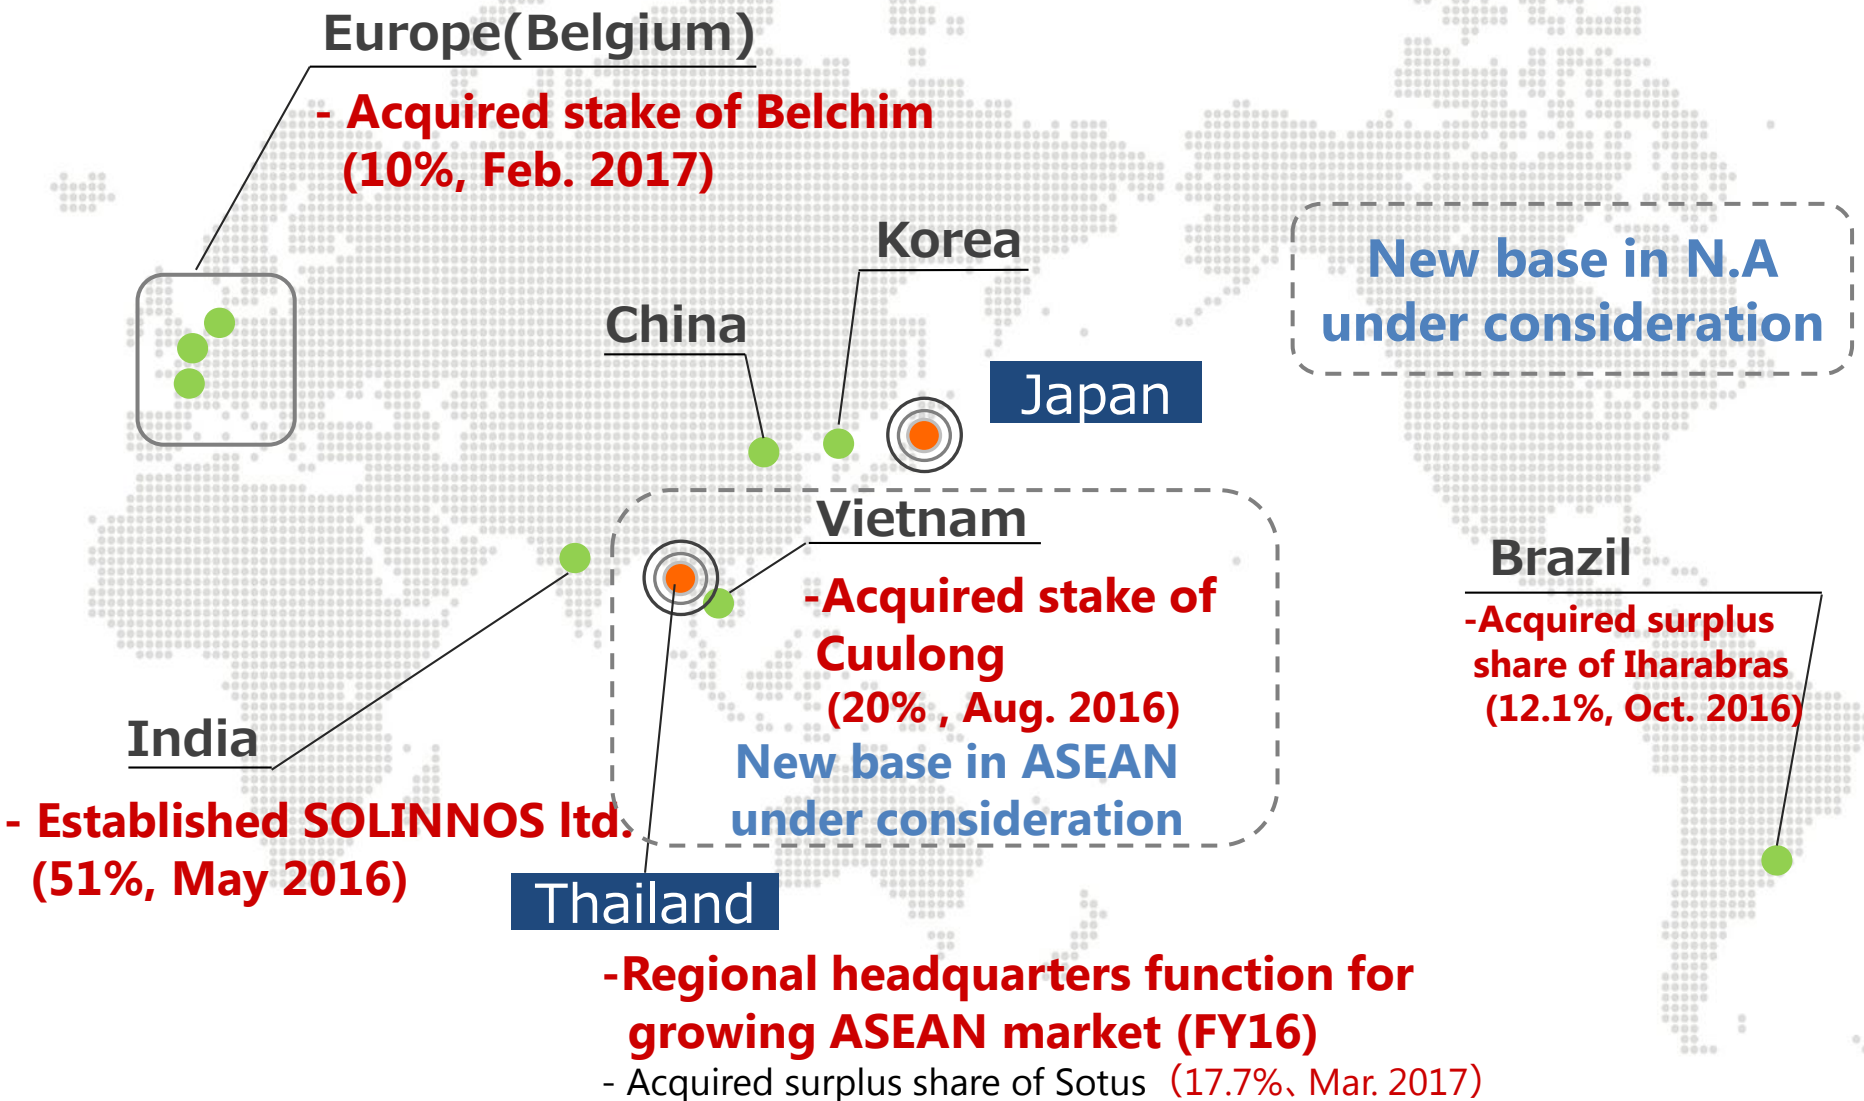 Europe(Belgium)
- Acquired stake of Belchim
(10%, Feb. 2017)
Korea
China
Japan
New base in N.A
under consideration
Vietnam
-Acquired stake of
Cuulong
(20% , Aug. 2016)
New base in ASEAN
under consideration
Brazil
-Acquired surplus
share of Iharabras
(12.1%, Oct. 2016)
India
- Established SOLINNOS ltd.
(51%, May 2016)
Thailand
-Regional headquarters function for
growing ASEAN market (FY16)
- Acquired surplus share of Sotus（17.7%、Mar. 2017）